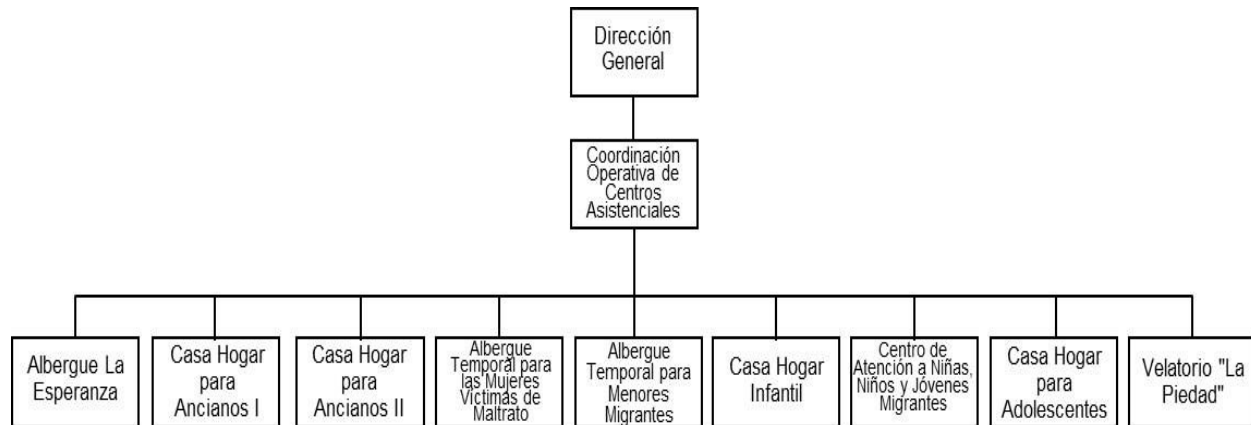 Dirección
General
Coordinación
Operativa de
Centros
Asistenciales
Albergue La
Esperanza
Casa Hogar
para
Ancianos I
Casa Hogar
para
Ancianos II
Albergue
Temporal para
las Mujeres
Víctimas de
Maltrato
Albergue
Temporal para
Menores
Migrantes
Casa Hogar
Infantil
Centro de
Atención a Niñas,
Niños y Jóvenes
Migrantes
Casa Hogar
para
Adolescentes
Velatorio "La
Piedad"